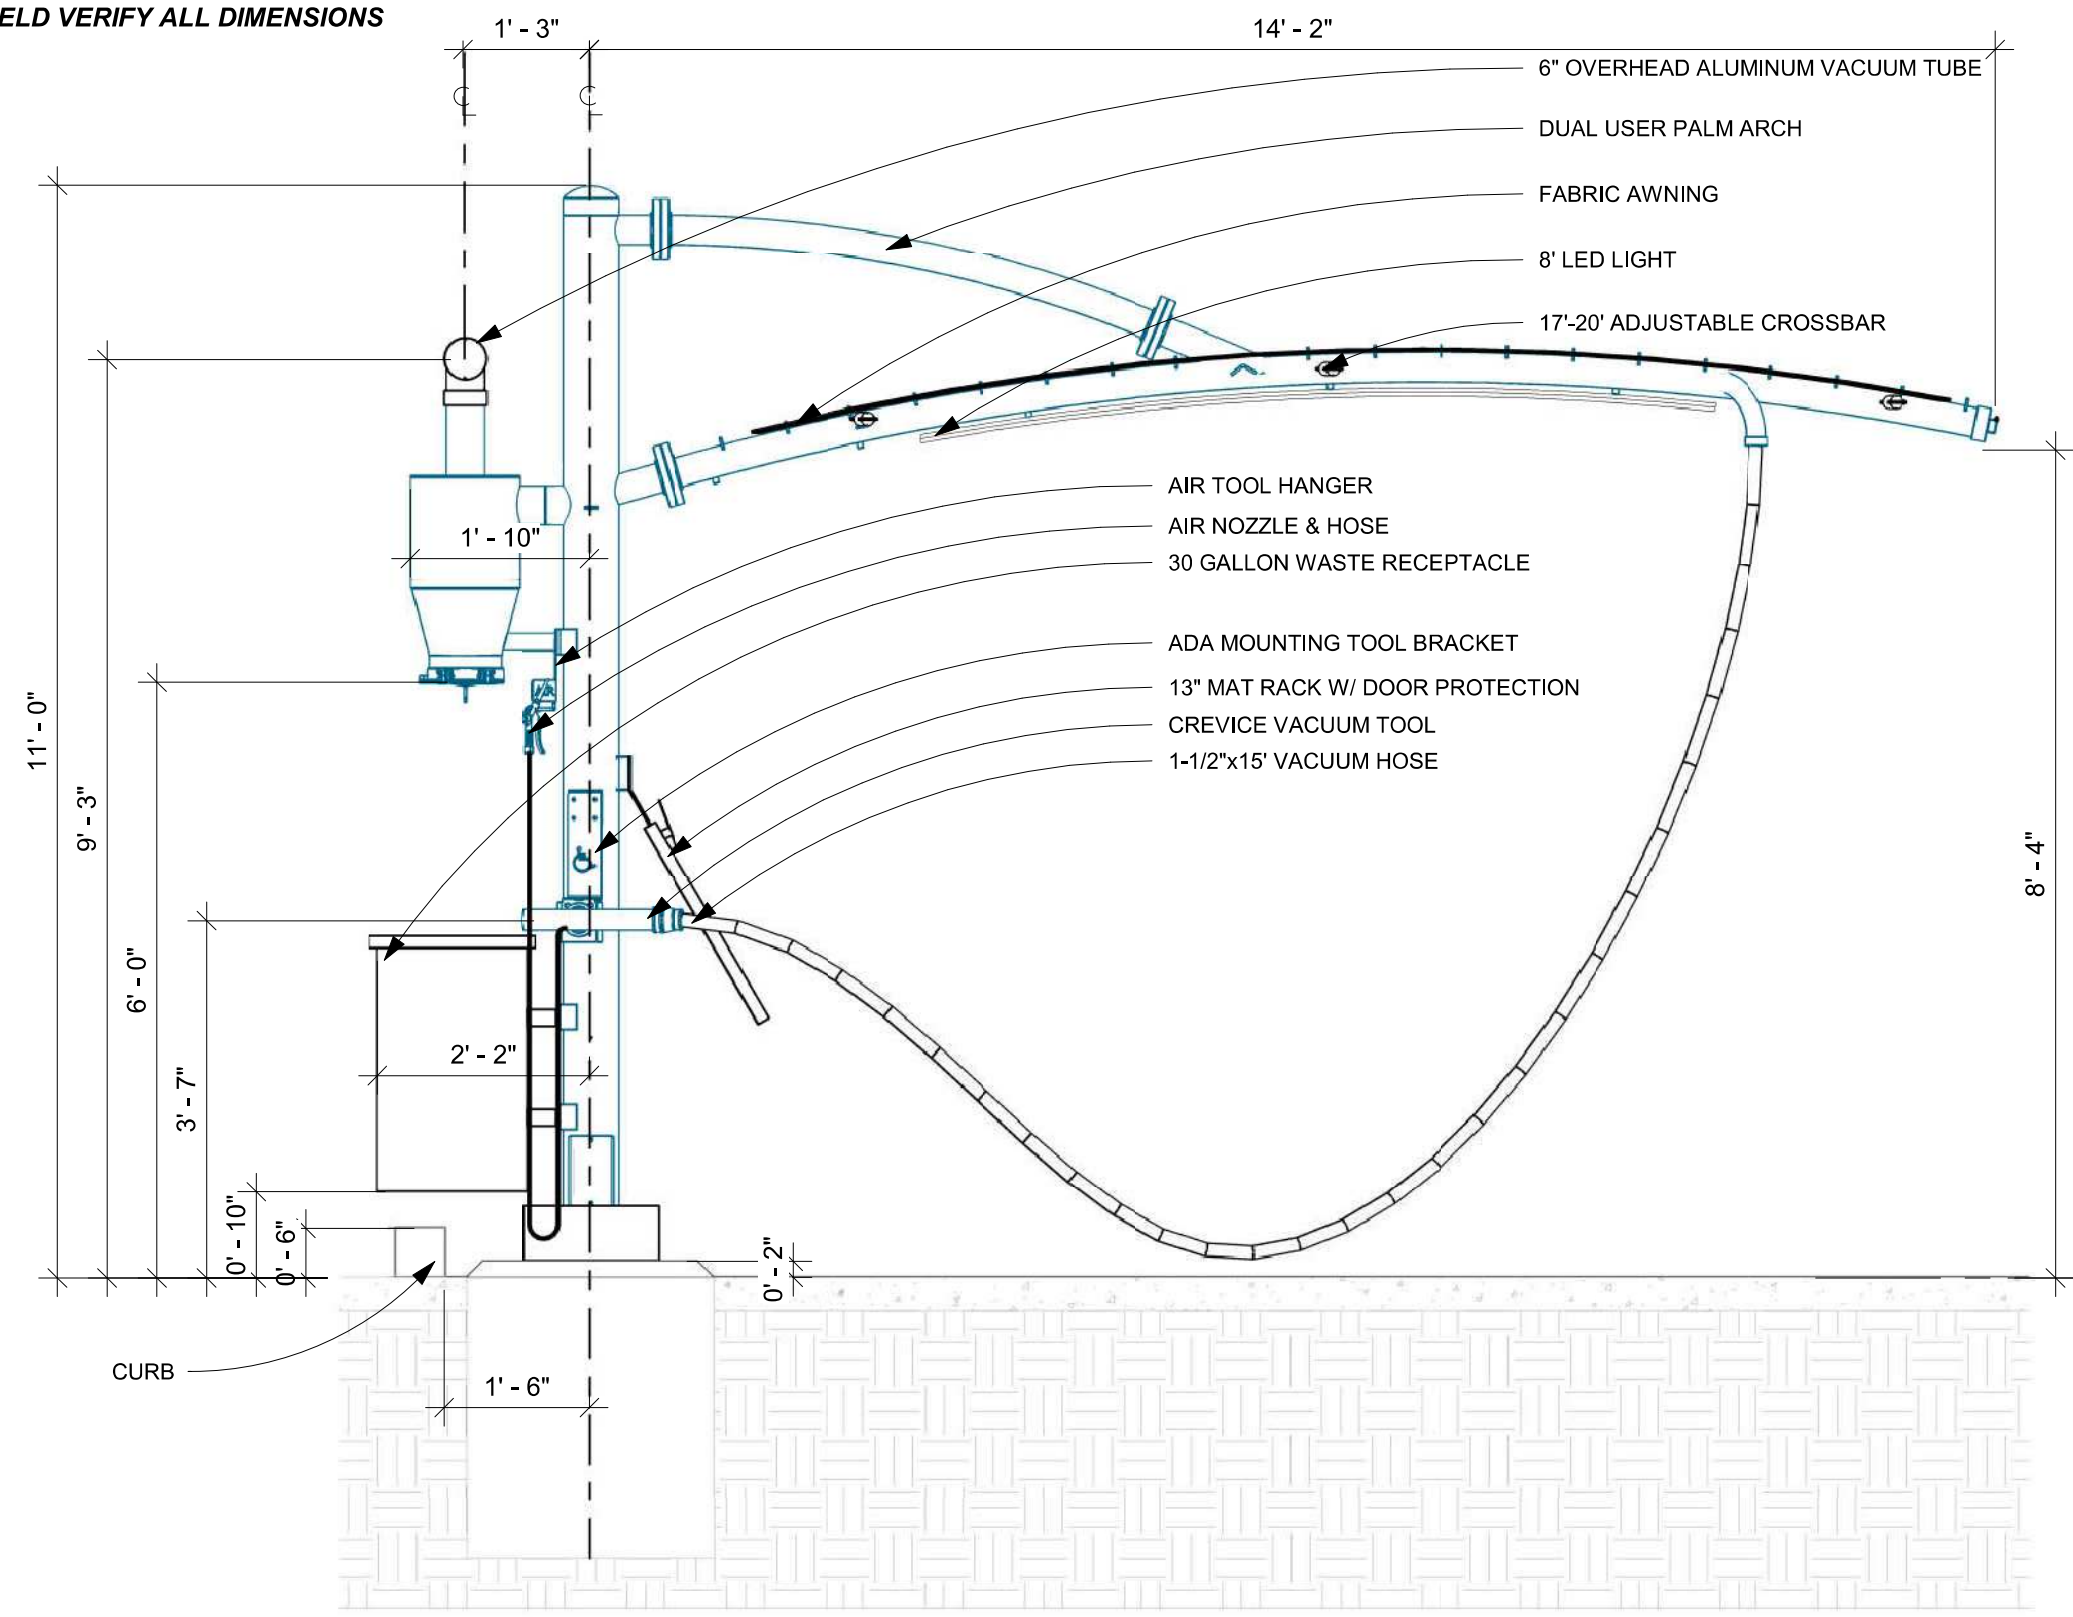 ELD VERIFY ALL DIMENSIONS
1' - 3"
14' - 2"
6" OVERHEAD ALUMINUM VACUUM TUBE
DUAL USER PALM ARCH
FABRIC AWNING
8' LED LIGHT
17'-20' ADJUSTABLE CROSSBAR
AIR TOOL HANGER
AIR NOZZLE & HOSE
1' - 10"
30 GALLON WASTE RECEPTACLE
ADA MOUNTING TOOL BRACKET
13" MAT RACK W/ DOOR PROTECTION
CREVICE VACUUM TOOL
1-1/2"x15' VACUUM HOSE
11' - 0"
9' - 3"
6' - 0"
3' - 7"
0' - 10"
0' - 6"
2' - 2"
0' - 2"
8' - 4"
CURB
1' - 6"